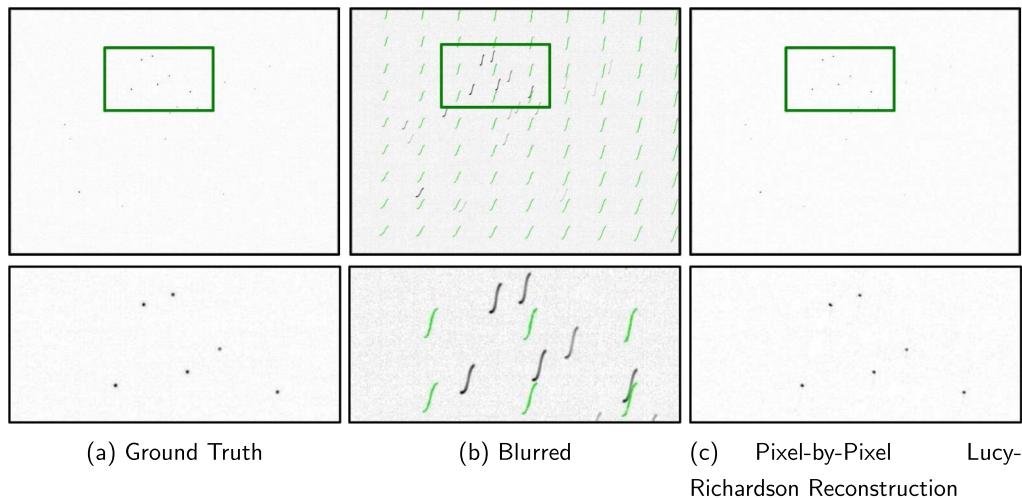 (a) Ground Truth
(b) Blurred
(c) Pixel-by-Pixel Lucy-
Richardson Reconstruction